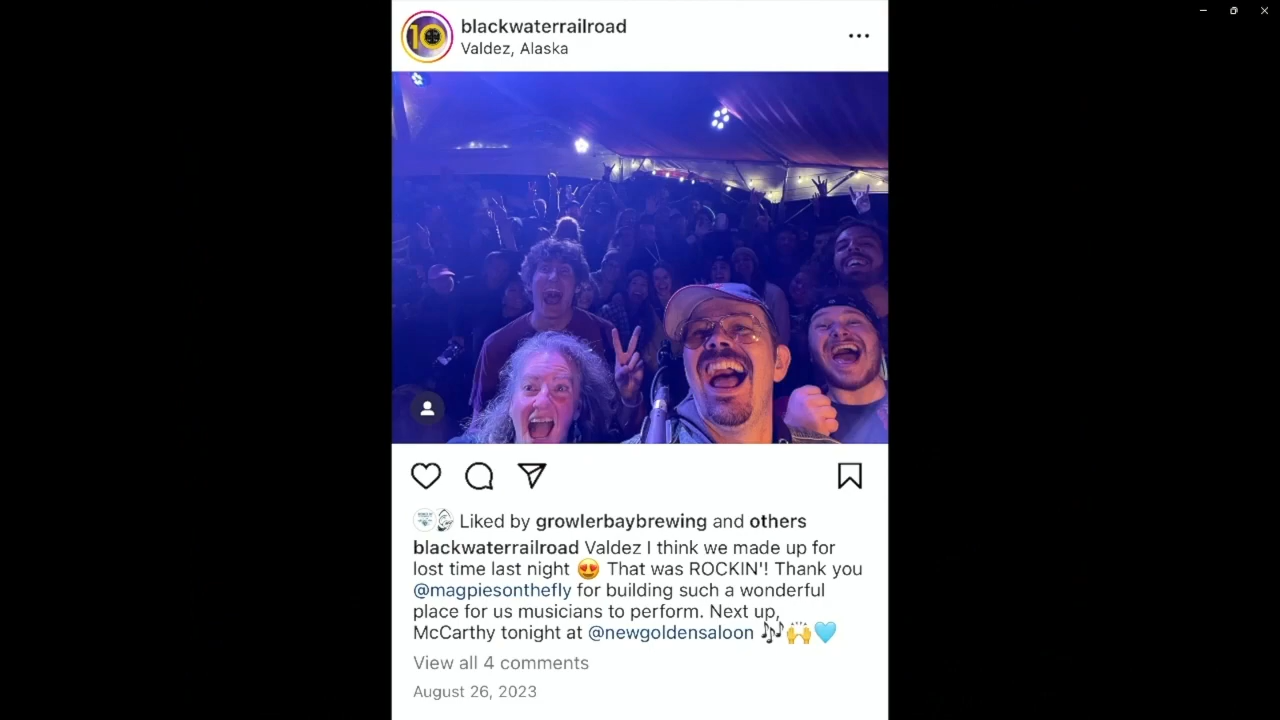 10
blackwaterrailroad
Valdez, Alaska
Liked by growlerbaybrewing and others
blackwaterrailroad Valdez I think we made up for
lost time last night 😍 That was ROCKIN'! Thank you
@magpiesonthefly for building such a wonderful
place for us musicians to perform. Next up,
McCarthy tonight at @newgoldensaloon 🎶🙌🩵
View all 4 comments
August 26, 2023